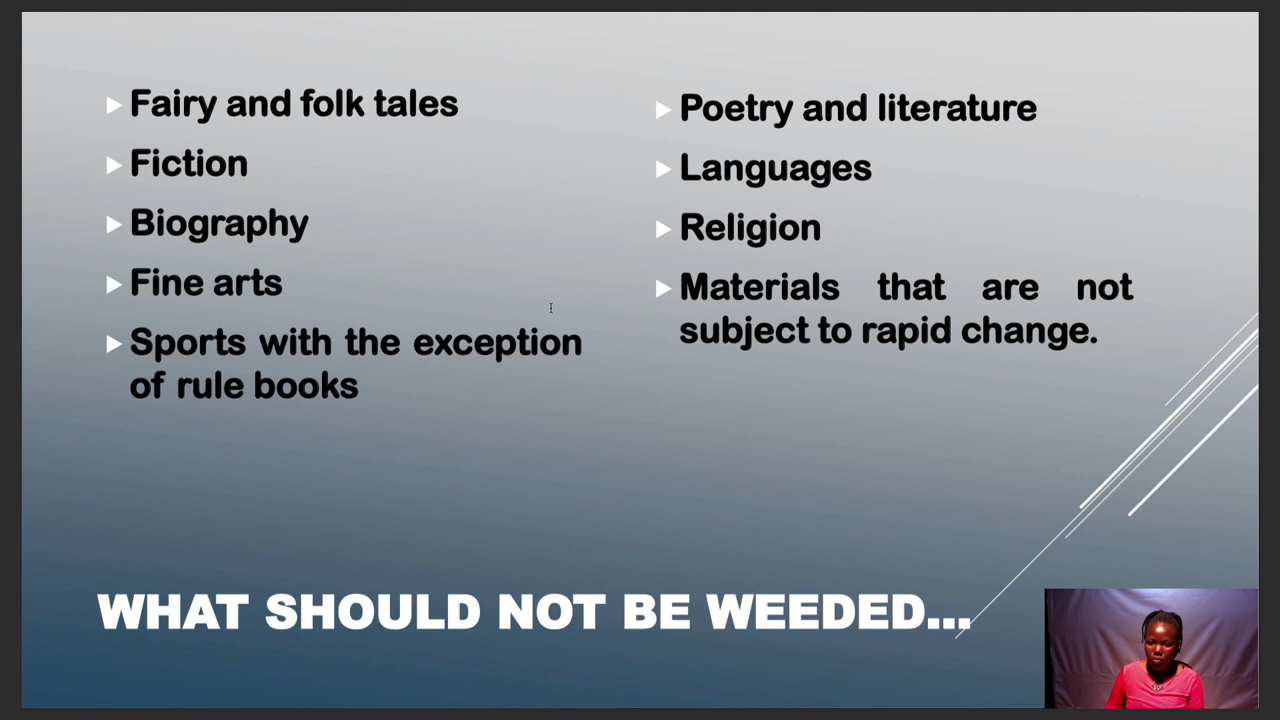 Fairy and folk tales
Fiction
Biography
Fine arts
Sports with the exception
of rule books
Poetry and literature
Languages
Religion
Materials that are not
subject to rapid change.
WHAT SHOULD NOT BE WEEDED...